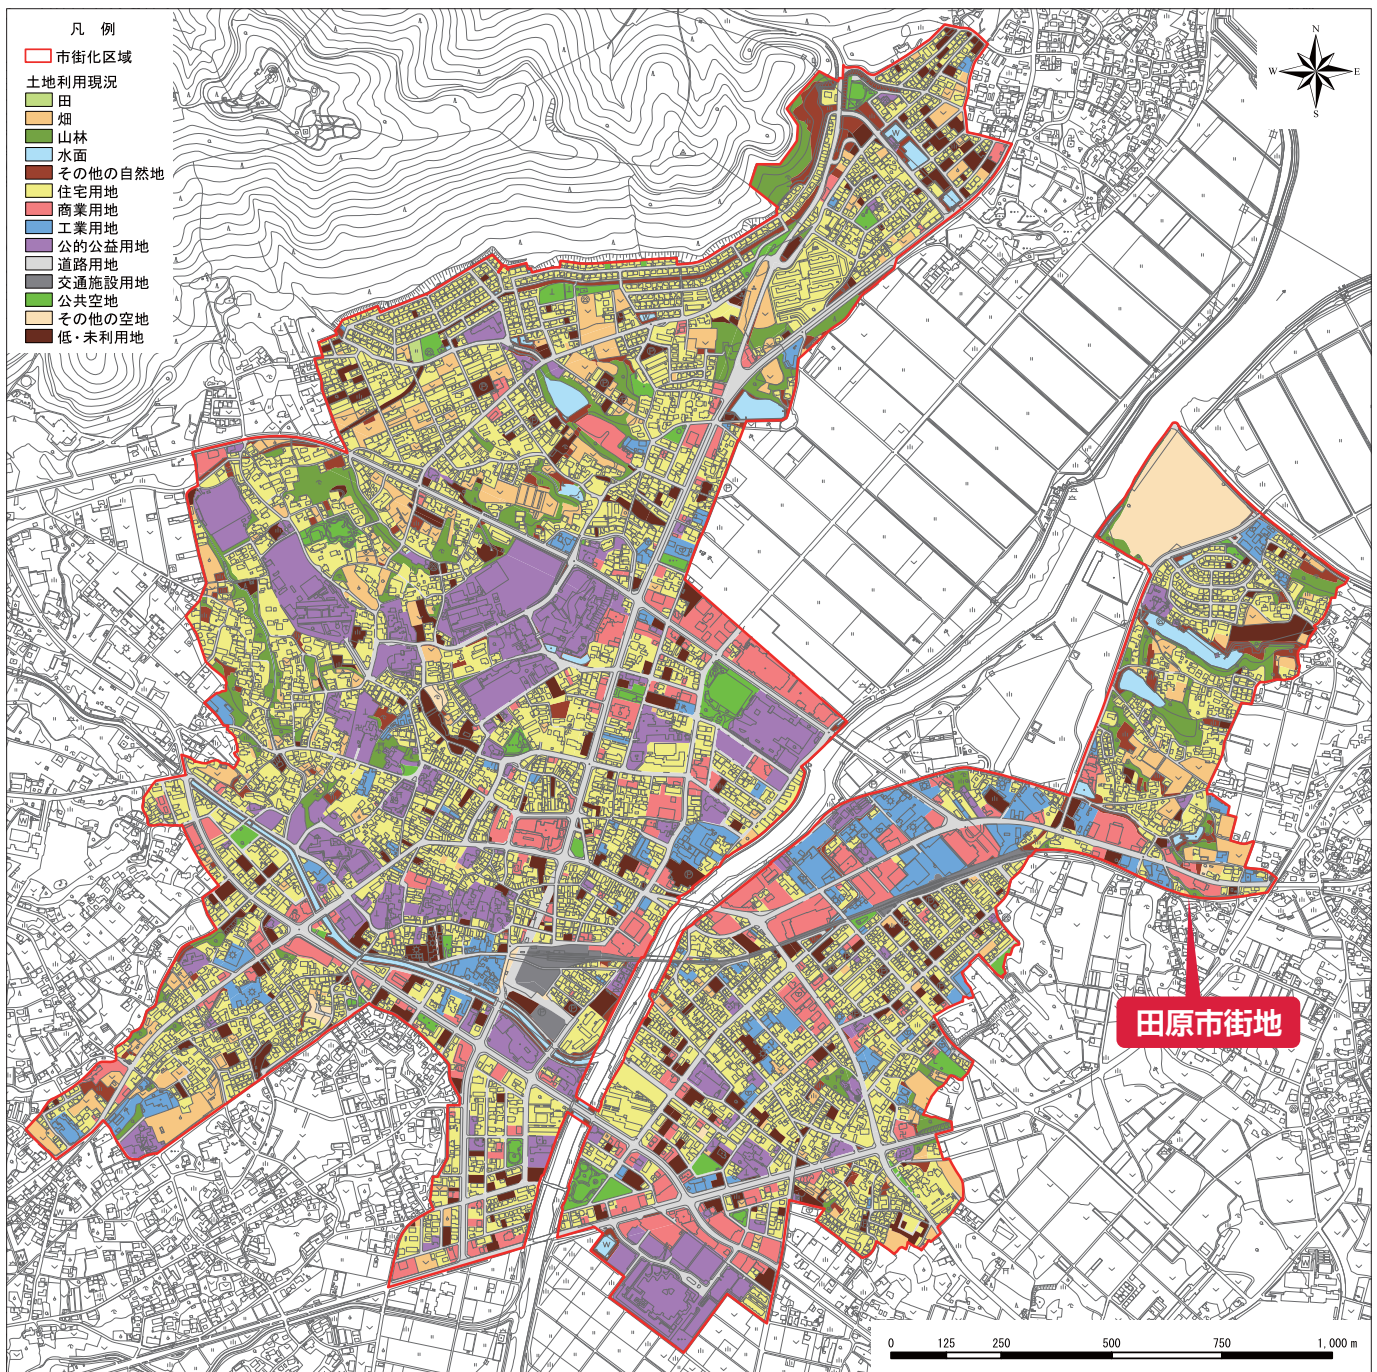 凡 例
市街化区域
土地利用現況
田
畑
山林
水面
その他の自然地
住宅用地
商業用地
工業用地
公的公益用地
道路用地
交通施設用地
公共空地
その他の空地
低・未利用地
N
W E
S
田原市街地
0 125 250 500 750 1,000 m